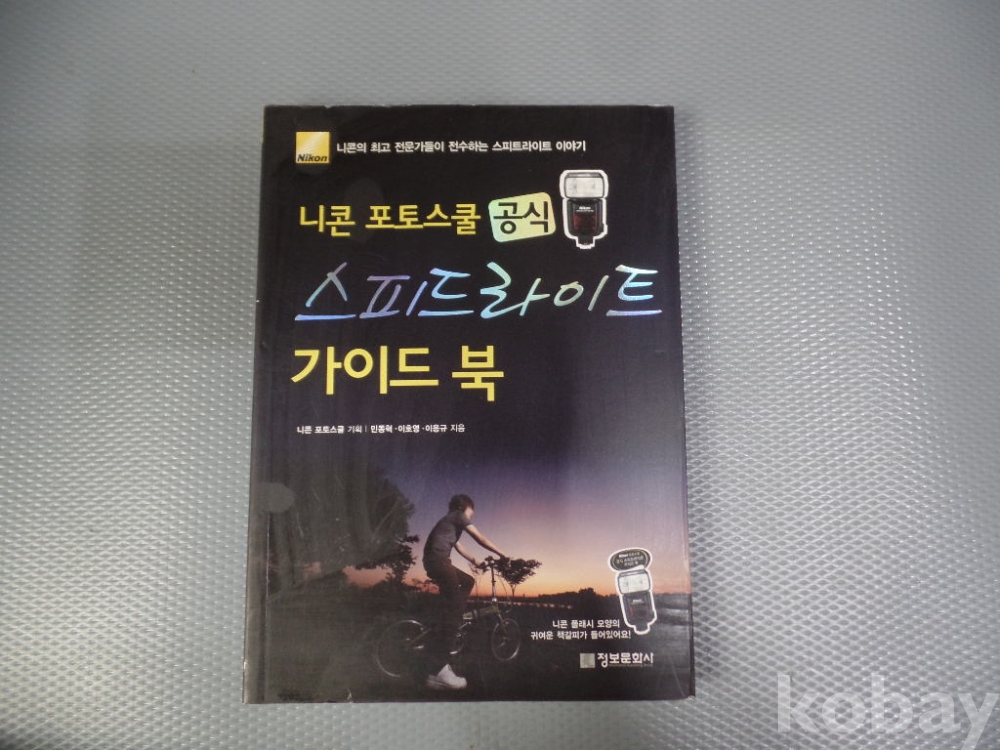 Nikon
니콘의 최고 전문가들이 전수하는 스피트라이트 이야기
니콘 포토스쿨 공식
스피드라이트
가이드 북
니콘 포토스쿨 기획 | 민동혁·이호영·이용규 지음
Nikon
니콘 플래시 모양의
귀여운 책갈피가 들어있어요!
정보문화사
kobay